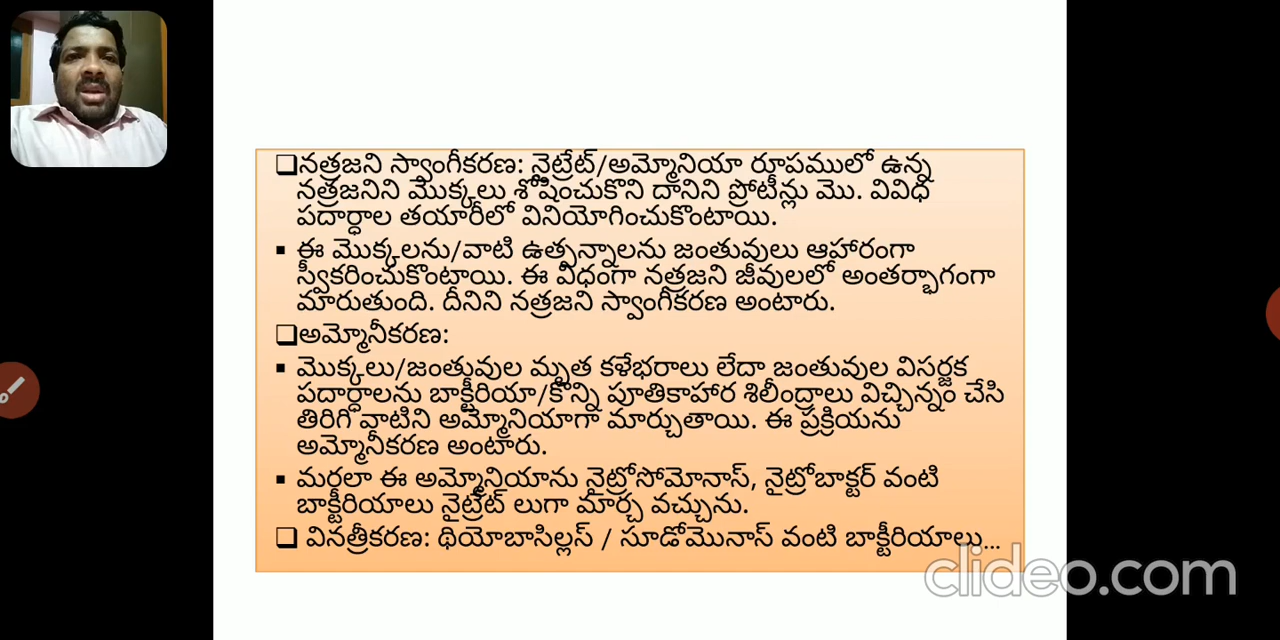 ❑నత్రజని స్వాంగీకరణ: నైట్రేట్/అమ్మోనియా రూపములో ఉన్న
నత్రజనిని మొక్కలు శోషించుకొని దానిని ప్రోటీన్లు మొ. వివిధ
పదార్ధాల తయారీలో వినియోగించుకొంటాయి.
▪ ఈ మొక్కలను/వాటి ఉత్పన్నాలను జంతువులు ఆహారంగా
స్వీకరించుకొంటాయి. ఈ విధంగా నత్రజని జీవులలో అంతర్భాగంగా
మారుతుంది. దీనిని నత్రజని స్వాంగీకరణ అంటారు.
❑అమ్మోనీకరణ:
▪ మొక్కలు/జంతువుల మృత కళేభరాలు లేదా జంతువుల విసర్జక
పదార్ధాలను బాక్టీరియా/కొన్ని పూతికాహార శిలీంద్రాలు విచ్చిన్నం చేసి
తిరిగి వాటిని అమ్మోనియాగా మార్చుతాయి. ఈ ప్రక్రియను
అమ్మోనీకరణ అంటారు.
▪ మరలా ఈ అమ్మోనియాను నైట్రోసోమోనాస్, నైట్రోబాక్టర్ వంటి
బాక్టీరియాలు నైట్రేట్ లుగా మార్చ వచ్చును.
❑ వినత్రీకరణ: థియోబాసిల్లస్ / సూడోమొనాస్ వంటి బాక్టీరియాలు...
clideo.com